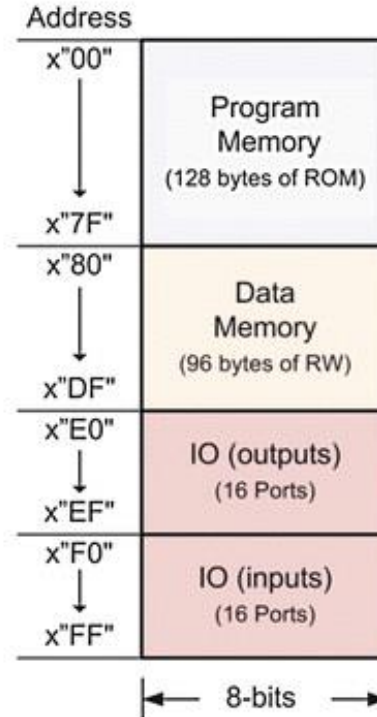 Address
x"00"
Program
Memory
(128 bytes of ROM)
x"7F"
x"80"
Data
Memory
(96 bytes of RW)
x"DF"
x"E0"
IO (outputs)
(16 Ports)
x"EF"
x"F0"
IO (inputs)
(16 Ports)
x"FF"
8-bits